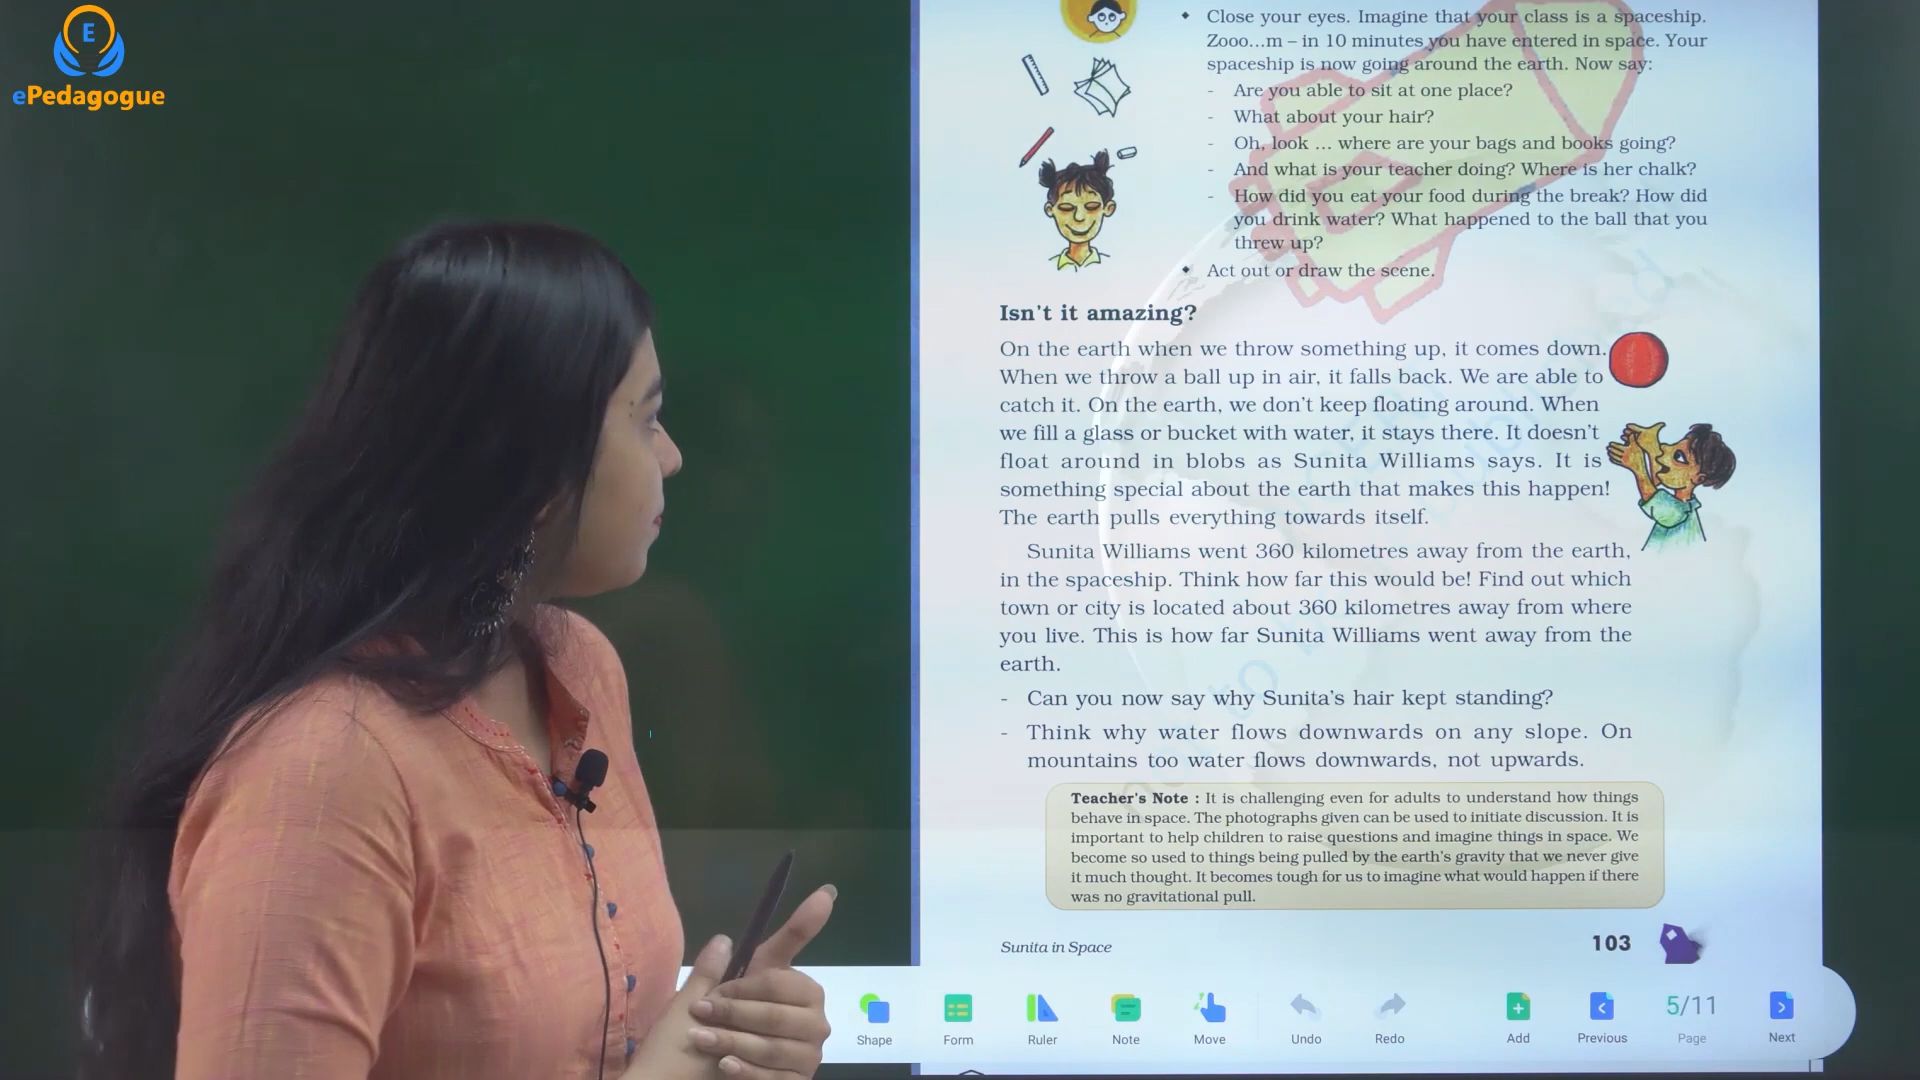 E
ePedagogue
Close your eyes. Imagine that your class is a spaceship.
Zooo...m – in 10 minutes you have entered in space. Your
spaceship is now going around the earth. Now say:
- Are you able to sit at one place?
- What about your hair?
- Oh, look ... where are your bags and books going?
- And what is your teacher doing? Where is her chalk?
- How did you eat your food during the break? How did
you drink water? What happened to the ball that you
threw up?
Act out or draw the scene.
Isn't it amazing?
On the earth when we throw something up, it comes down.
When we throw a ball up in air, it falls back. We are able to
catch it. On the earth, we don't keep floating around. When
we fill a glass or bucket with water, it stays there. It doesn't
float around in blobs as Sunita Williams says. It is
something special about the earth that makes this happen!
The earth pulls everything towards itself.
Sunita Williams went 360 kilometres away from the earth,
in the spaceship. Think how far this would be! Find out which
town or city is located about 360 kilometres away from where
you live. This is how far Sunita Williams went away from the
earth.
- Can you now say why Sunita's hair kept standing?
- Think why water flows downwards on any slope. On
mountains too water flows downwards, not upwards.
Teacher's Note : It is challenging even for adults to understand how things
behave in space. The photographs given can be used to initiate discussion. It is
important to help children to raise questions and imagine things in space. We
become so used to things being pulled by the earth's gravity that we never give
it much thought. It becomes tough for us to imagine what would happen if there
was no gravitational pull.
Sunita in Space
103
Shape
Form
Ruler
Note
Move
Undo
Redo
Add
Previous
5/11
Page
Next